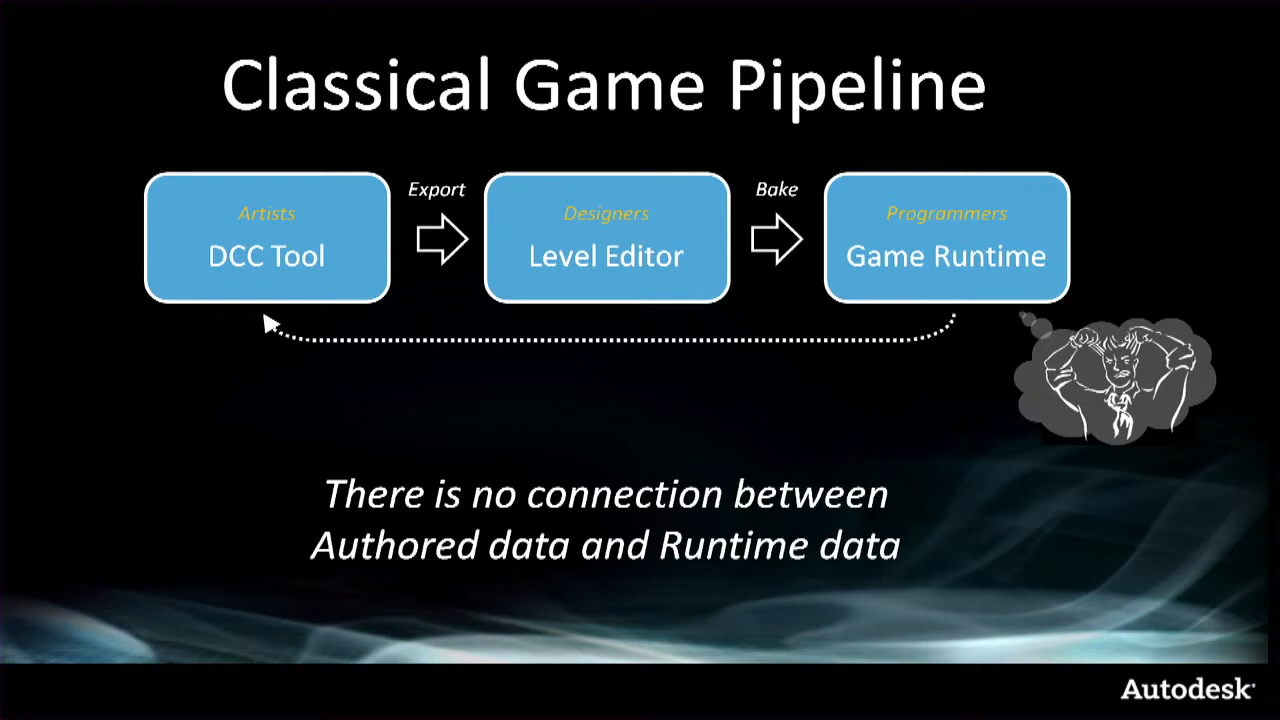 Classical Game Pipeline
Artists
DCC Tool
Export
Designers
Level Editor
Bake
Programmers
Game Runtime
There is no connection between
Authored data and Runtime data
Autodesk